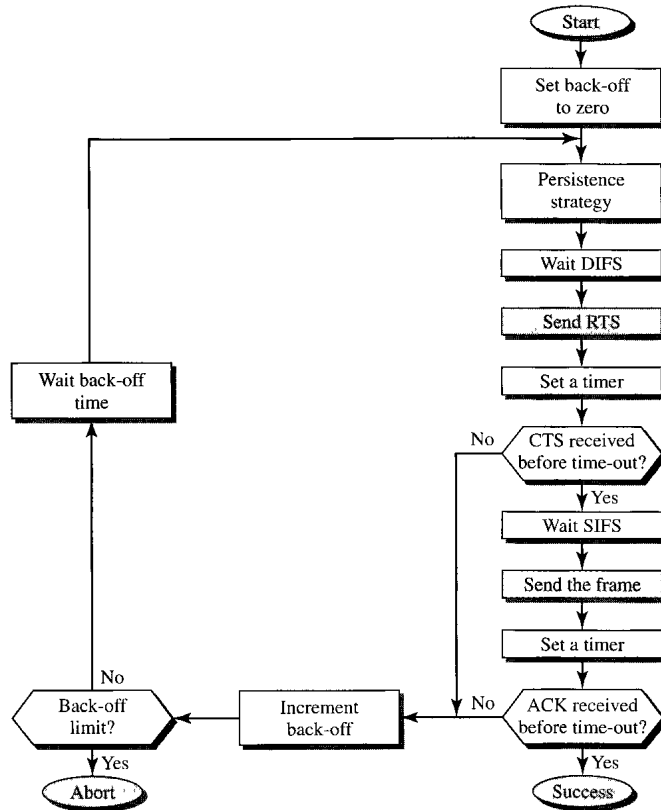 Start
Set back-off
to zero
Persistence
strategy
Wait DIFS
Send RTS
Wait back-off
time
Set a timer
No
CTS received
before time-out?
Yes
Wait SIFS
Send the frame
Set a timer
No
Back-off
limit?
Increment
back-off
No
ACK received
before time-out?
Yes
Abort
Yes
Success